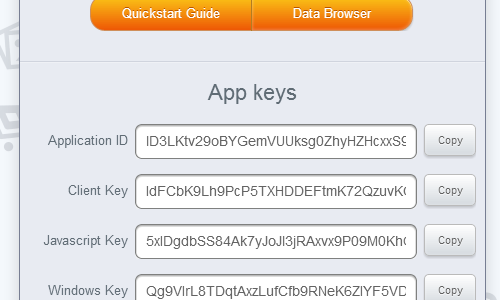 Quickstart Guide Data Browser
App keys
Application ID lD3LKtv29oBYGemVUUksg0ZhyHZHcxxS9 Copy
Client Key ldFCbK9Lh9PcP5TXHDDEFtmK72QzuvK Copy
Javascript Key 5xlDgdbSS84Ak7yJoJl3jRAxvx9P09M0Kh Copy
Windows Key Qg9VlrL8TDqtAxzLufCfb9RNeK6ZlYF5VD Copy